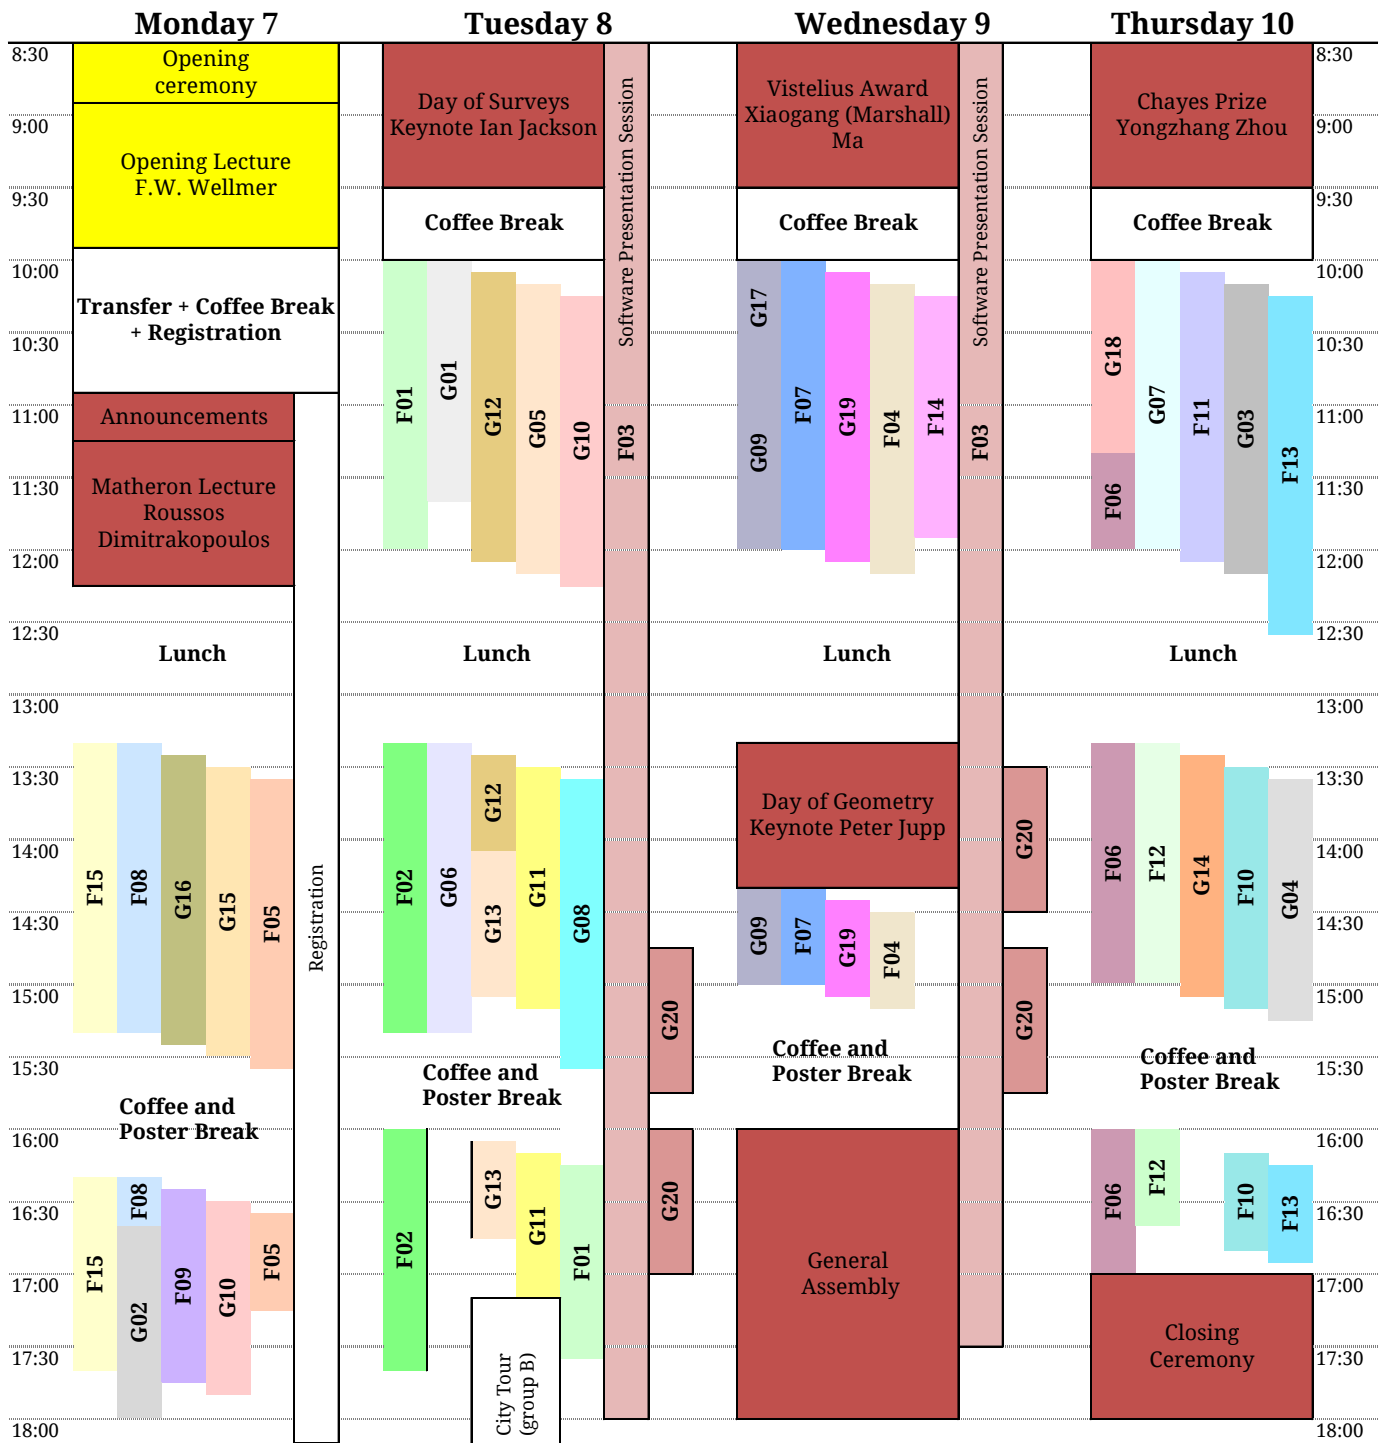 Monday 7
Tuesday 8
Wednesday 9
Thursday 10
8:30
9:00
9:30
10:00
10:30
11:00
11:30
12:00
12:30
13:00
13:30
14:00
14:30
15:00
15:30
16:00
16:30
17:00
17:30
18:00
Opening
ceremony
Opening Lecture
F.W. Wellmer
Transfer + Coffee Break
+ Registration
Announcements
Matheron Lecture
Roussos
Dimitrakopoulos
Registration
Lunch
F15
F08
G16
G15
F05
Coffee and
Poster Break
F15
F08
G02
F09
G10
F05
Day of Surveys
Keynote Ian Jackson
Coffee Break
Software Presentation Session
F03
F01
G01
G12
G05
G10
Lunch
F02
G06
G12
G13
G11
G08
G20
Coffee and
Poster Break
F02
G13
G11
F01
G20
City Tour
(group B)
Vistelius Award
Xiaogang (Marshall)
Ma
Coffee Break
Software Presentation Session
F03
G17
G09
F07
G19
F04
F14
Lunch
Day of Geometry
Keynote Peter Jupp
G20
G09
F07
G19
F04
G20
Coffee and
Poster Break
General
Assembly
Chayes Prize
Yongzhang Zhou
Coffee Break
G18
F06
G07
F11
G03
F13
Lunch
F06
F12
G14
F10
G04
Coffee and
Poster Break
F06
F12
F10
F13
Closing
Ceremony
8:30
9:00
9:30
10:00
10:30
11:00
11:30
12:00
12:30
13:00
13:30
14:00
14:30
15:00
15:30
16:00
16:30
17:00
17:30
18:00